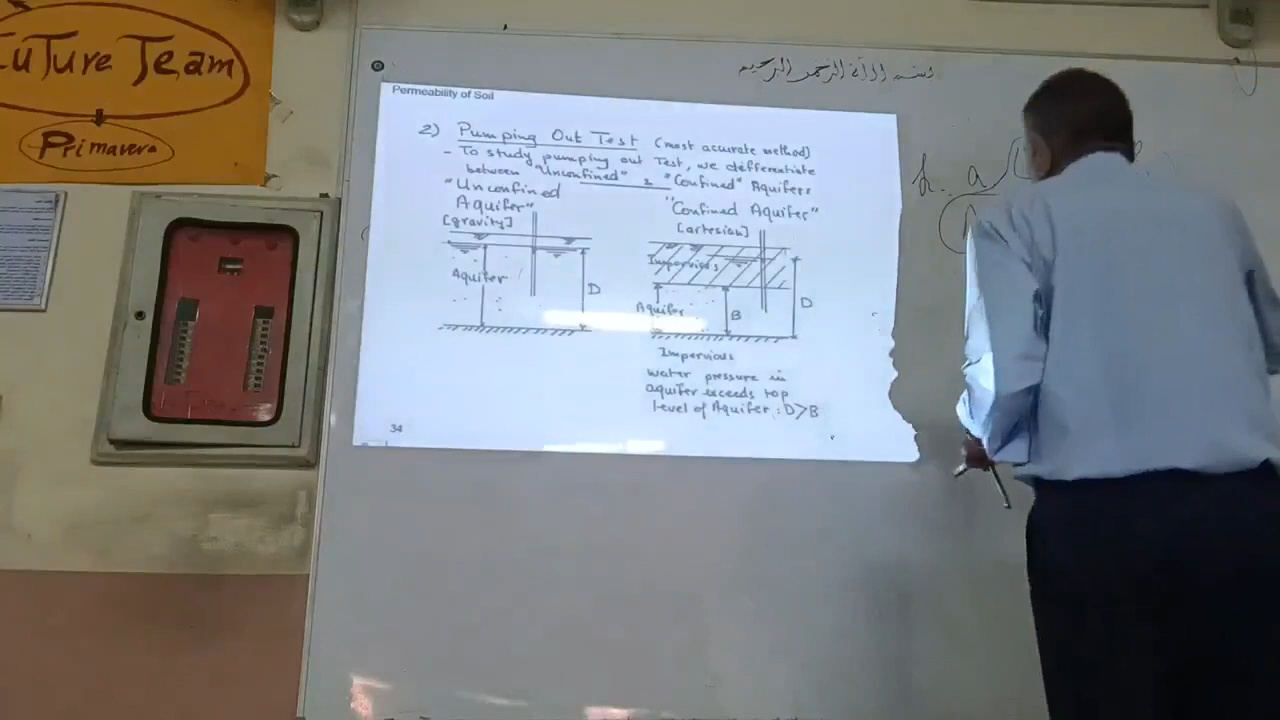 FuTure Team
Primavera
Permeability of Soil
2) Pumping Out Test (most accurate method)
- To study pumping out Test, we differentiate
between "Unconfined" & "Confined" Aquifers
"Unconfined
Aquifer"
[gravity]
Aquifer
D
"Confined Aquifer"
[artesian]
Impervious
Aquifer
B
D
Impervious
water pressure in
aquifer exceeds top
level of Aquifer : D>B
34
بسم الله الرحمن الرحيم
a